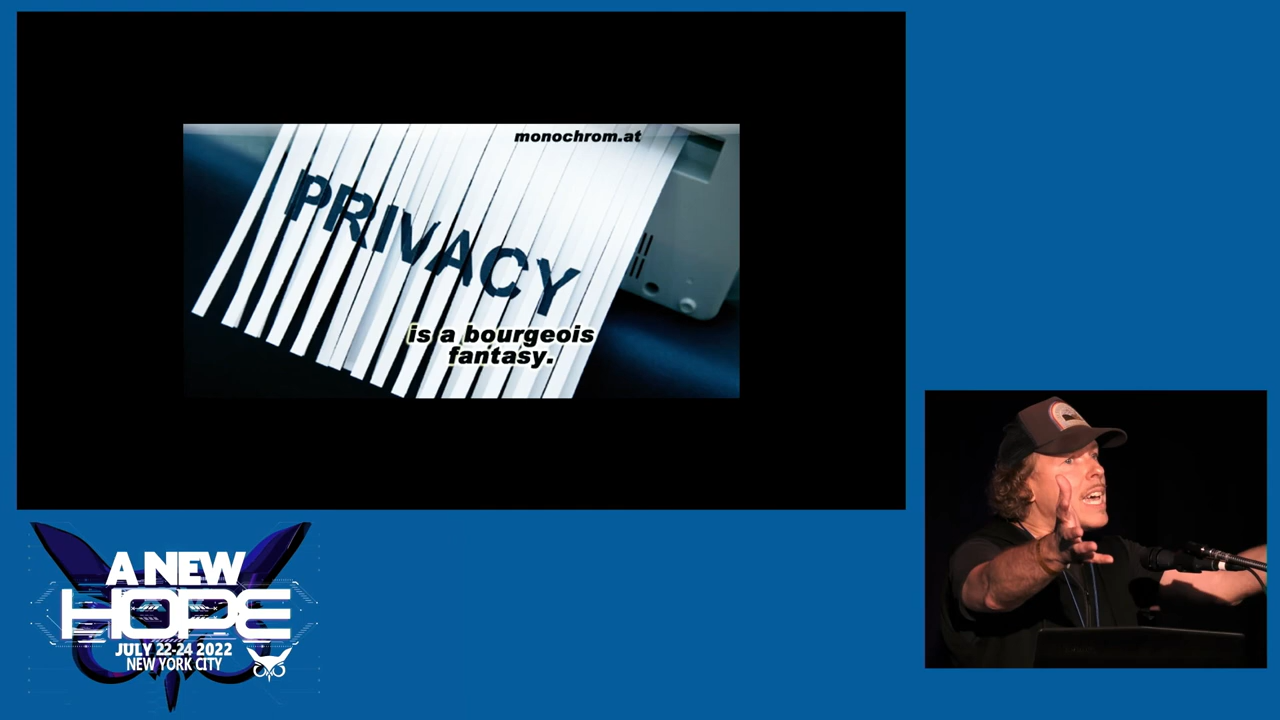 monochrom.at
PRIVACY
is a bourgeois
fantasy.
A NEW
HOPE
JULY 22-24 2022
NEW YORK CITY